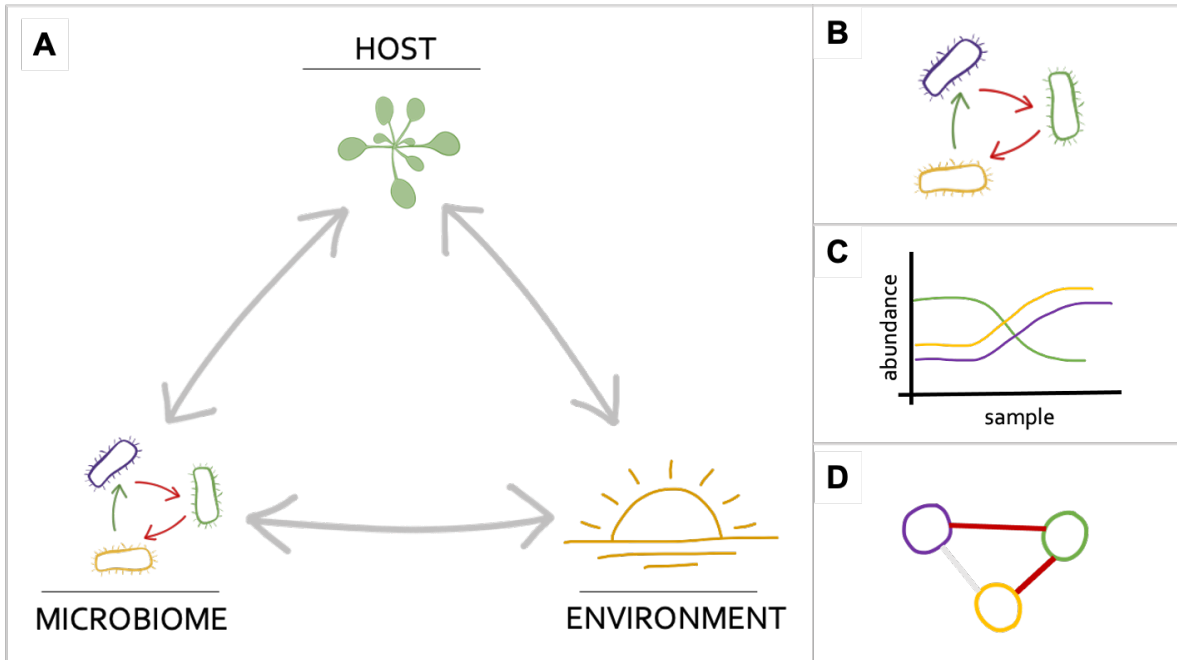 A
HOST
MICROBIOME
ENVIRONMENT
B
C
abundance
sample
D